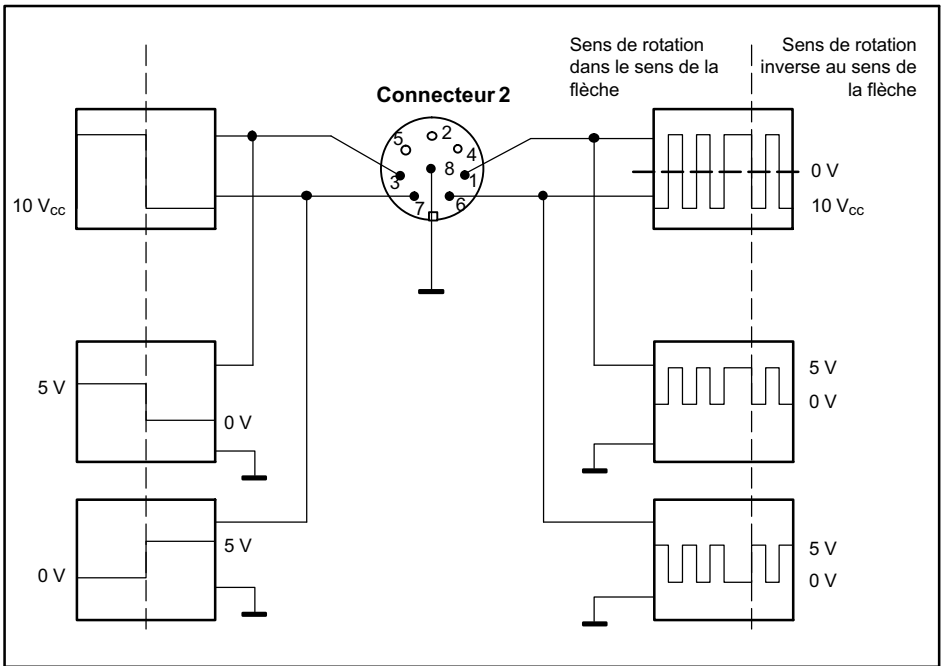 Sens de rotation
dans le sens de la
flèche
Sens de rotation
inverse au sens de
la flèche
Connecteur 2
5
2
4
8
3
1
7
6
10 Vcc
0 V
10 Vcc
5 V
0 V
5 V
0 V
5 V
0 V
5 V
0 V